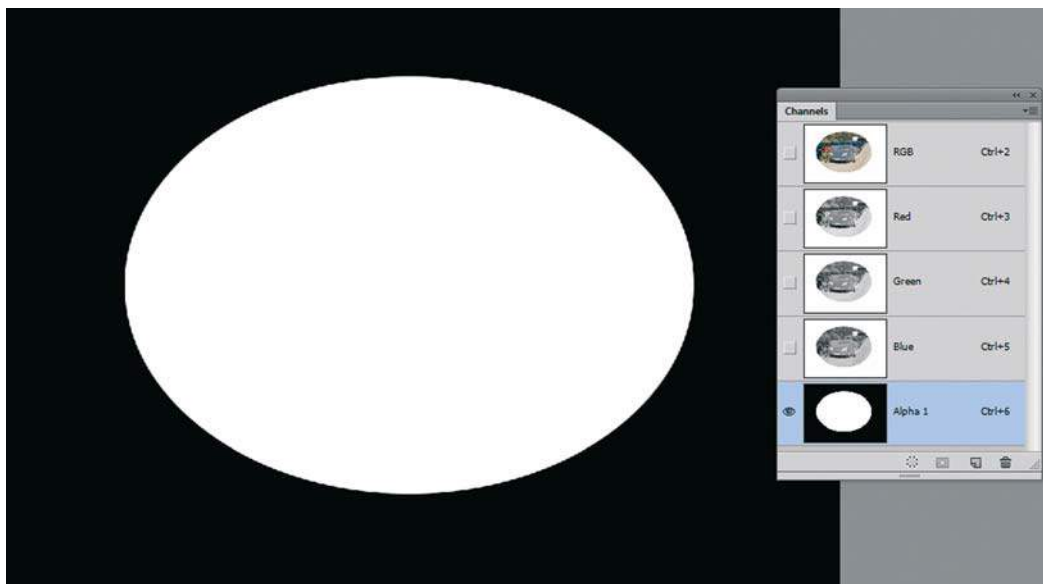 Channels
RGB Ctrl+2
Red Ctrl+3
Green Ctrl+4
Blue Ctrl+5
Alpha 1 Ctrl+6